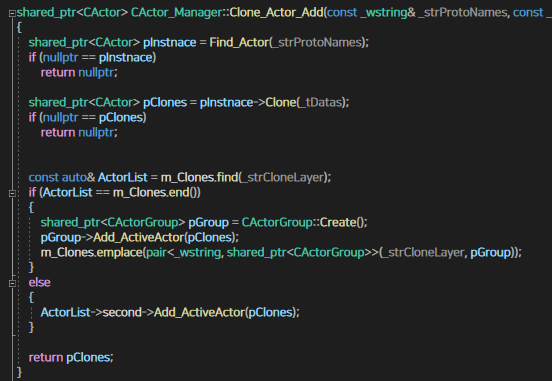 shared_ptr<CActor> CActor_Manager::Clone_Actor_Add(const _wstring& _strProtoNames, const _
{
shared_ptr<CActor> pInstnace = Find_Actor(_strProtoNames);
if (nullptr == pInstnace)
return nullptr;
shared_ptr<CActor> pClones = pInstnace->Clone(_tDatas);
if (nullptr == pClones)
return nullptr;
const auto& ActorList = m_Clones.find(_strCloneLayer);
if (ActorList == m_Clones.end())
{
shared_ptr<CActorGroup> pGroup = CActorGroup::Create();
pGroup->Add_ActiveActor(pClones);
m_Clones.emplace(pair<_wstring, shared_ptr<CActorGroup>>{_strCloneLayer, pGroup});
}
else
{
ActorList->second->Add_ActiveActor(pClones);
}
return pClones;
}